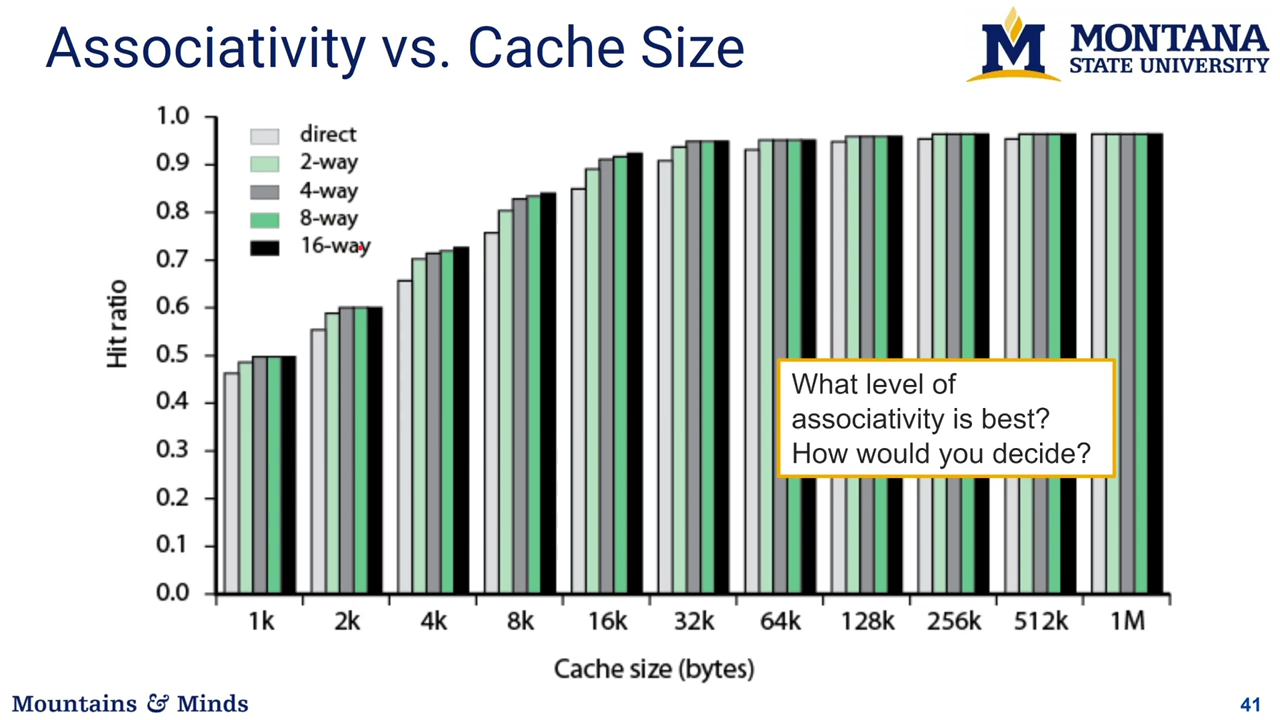 Associativity vs. Cache Size
M MONTANA
STATE UNIVERSITY
1.0
0.9
0.8
0.7
0.6
0.5
0.4
0.3
0.2
0.1
0.0
Hit ratio
direct
2-way
4-way
8-way
16-way
What level of
associativity is best?
How would you decide?
1k 2k 4k 8k 16k 32k 64k 128k 256k 512k 1M
Cache size (bytes)
Mountains & Minds
41